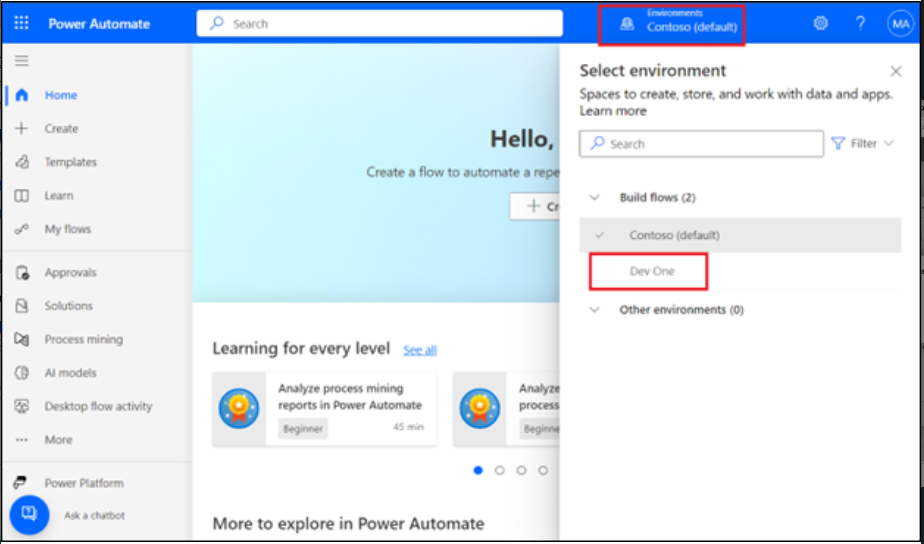 Power Automate
Search
Environments
Contoso (default)
?
MA
Home
Create
Templates
Learn
My flows
Approvals
Solutions
Process mining
AI models
Desktop flow activity
More
Power Platform
Ask a chatbot
Hello,
Create a flow to automate a repe
Cr
Learning for every level See all
Analyze process mining
reports in Power Automate
Beginner 45 min
Analyze
process
Beginne
More to explore in Power Automate
Select environment
Spaces to create, store, and work with data and apps.
Learn more
Search
Filter
Build flows (2)
Contoso (default)
Dev One
Other environments (0)